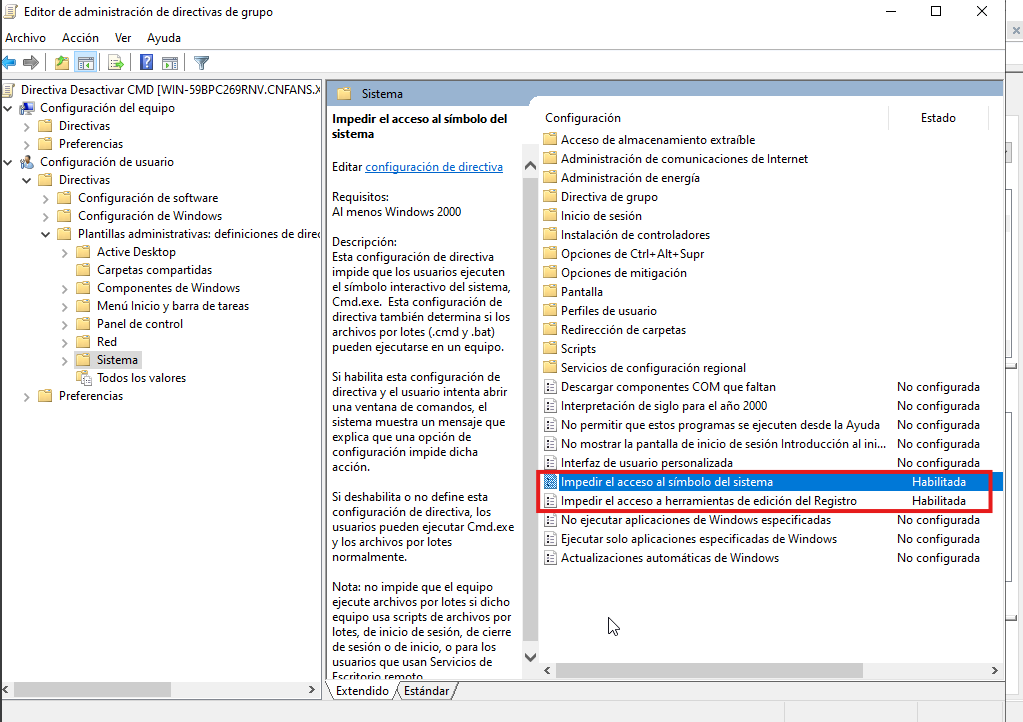 Editor de administración de directivas de grupo
Archivo Acción Ver Ayuda
Directiva Desactivar CMD [WIN-59BPC269RNV.CNFANS.X
Configuración del equipo
Directivas
Preferencias
Configuración de usuario
Directivas
Configuración de software
Configuración de Windows
Plantillas administrativas: definiciones de direc
Active Desktop
Carpetas compartidas
Componentes de Windows
Menú Inicio y barra de tareas
Panel de control
Red
Sistema
Todos los valores
Preferencias
Sistema
Impedir el acceso al símbolo del
sistema
Editar configuración de directiva
Requisitos:
Al menos Windows 2000
Descripción:
Esta configuración de directiva
impide que los usuarios ejecuten
el símbolo interactivo del sistema,
Cmd.exe. Esta configuración de
directiva también determina si los
archivos por lotes (.cmd y .bat)
pueden ejecutarse en un equipo.
Si habilita esta configuración de
directiva y el usuario intenta abrir
una ventana de comandos, el
sistema muestra un mensaje que
explica que una opción de
configuración impide dicha
acción.
Si deshabilita o no define esta
configuración de directiva, los
usuarios pueden ejecutar Cmd.exe
y los archivos por lotes
normalmente.
Nota: no impide que el equipo
ejecute archivos por lotes si dicho
equipo usa scripts de archivos por
lotes, de inicio de sesión, de cierre
de sesión o de inicio, o para los
usuarios que usan Servicios de
Escritorio remoto
Configuración Estado
Acceso de almacenamiento extraíble
Administración de comunicaciones de Internet
Administración de energía
Directiva de grupo
Inicio de sesión
Instalación de controladores
Opciones de Ctrl+Alt+Supr
Opciones de mitigación
Pantalla
Perfiles de usuario
Redirección de carpetas
Scripts
Servicios de configuración regional
Descargar componentes COM que faltan No configurada
Interpretación de siglo para el año 2000 No configurada
No permitir que estos programas se ejecuten desde la Ayuda No configurada
No mostrar la pantalla de inicio de sesión Introducción al ini... No configurada
Interfaz de usuario personalizada No configurada
Impedir el acceso al símbolo del sistema Habilitada
Impedir el acceso a herramientas de edición del Registro Habilitada
No ejecutar aplicaciones de Windows especificadas No configurada
Ejecutar solo aplicaciones especificadas de Windows No configurada
Actualizaciones automáticas de Windows No configurada
Extendido Estándar